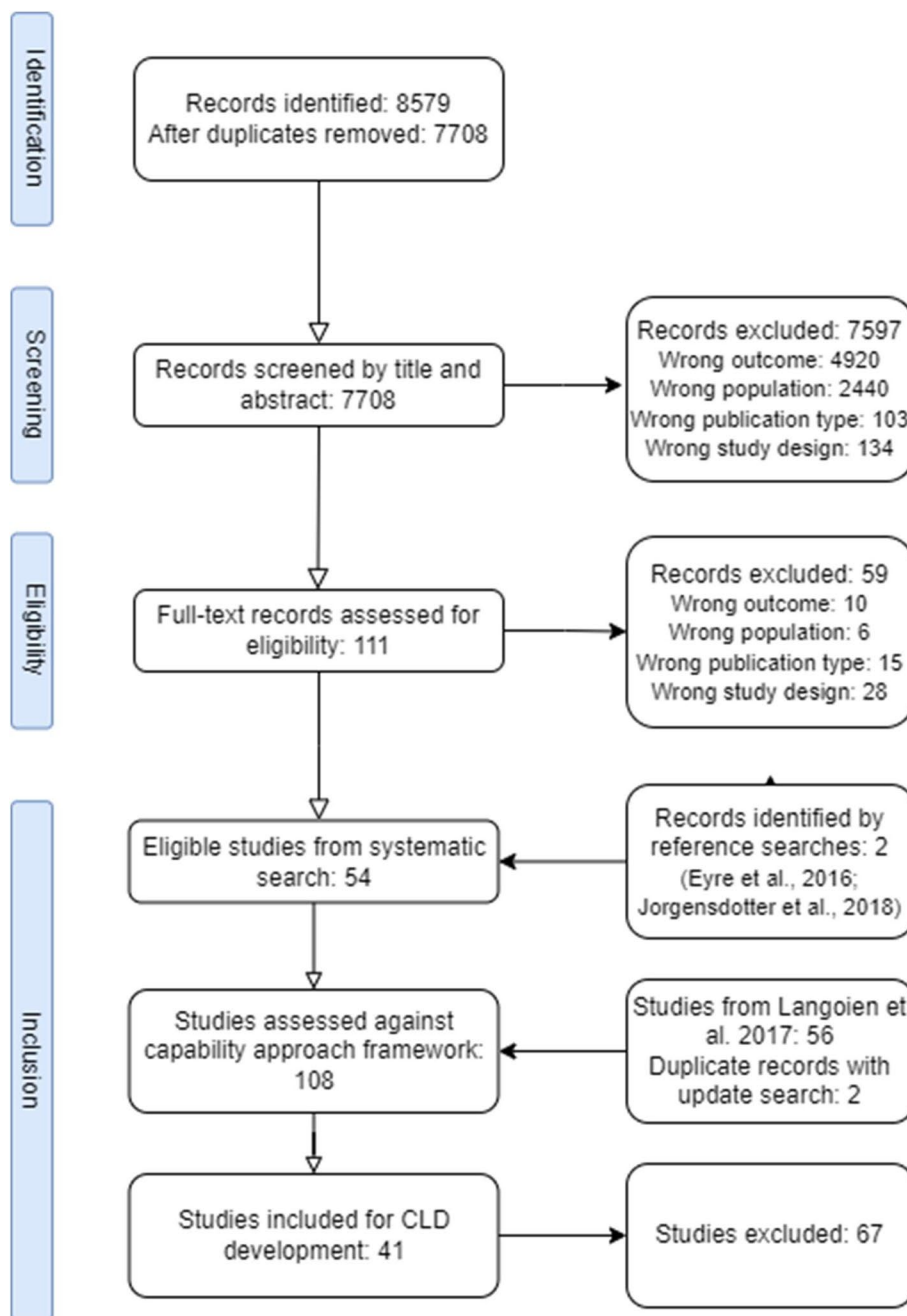 Identification
Records identified: 8579
After duplicates removed: 7708
Screening
Records screened by title and
abstract: 7708
Records excluded: 7597
Wrong outcome: 4920
Wrong population: 2440
Wrong publication type: 103
Wrong study design: 134
Eligibility
Full-text records assessed for
eligibility: 111
Records excluded: 59
Wrong outcome: 10
Wrong population: 6
Wrong publication type: 15
Wrong study design: 28
Inclusion
Eligible studies from systematic
search: 54
Records identified by
reference searches: 2
(Eyre et al., 2016;
Jorgensdotter et al., 2018)
Studies assessed against
capability approach framework:
108
Studies from Langoien et
al. 2017: 56
Duplicate records with
update search: 2
Studies included for CLD
development: 41
Studies excluded: 67